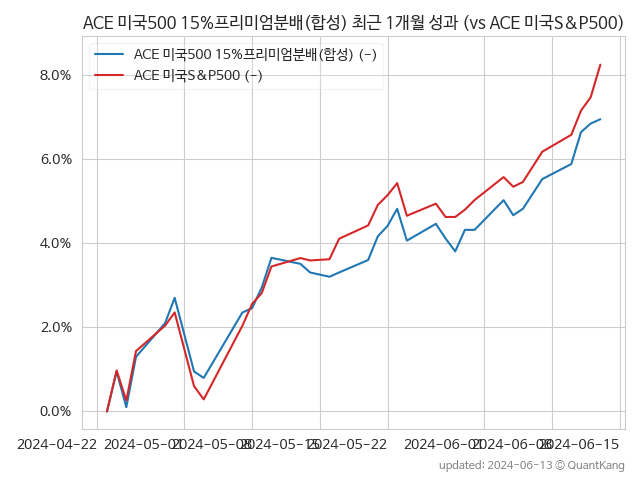 ACE 미국500 15%프리미엄분배(합성) 최근 1개월 성과 (vs ACE 미국S&P500)
ACE 미국500 15%프리미엄분배(합성) (-)
ACE 미국S&P500 (-)
8.0%
6.0%
4.0%
2.0%
0.0%
2024-04-22 2024-05-01 2024-05-08 2024-05-15 2024-05-22 2024-06-01 2024-06-08 2024-06-15
updated: 2024-06-13 © QuantKang